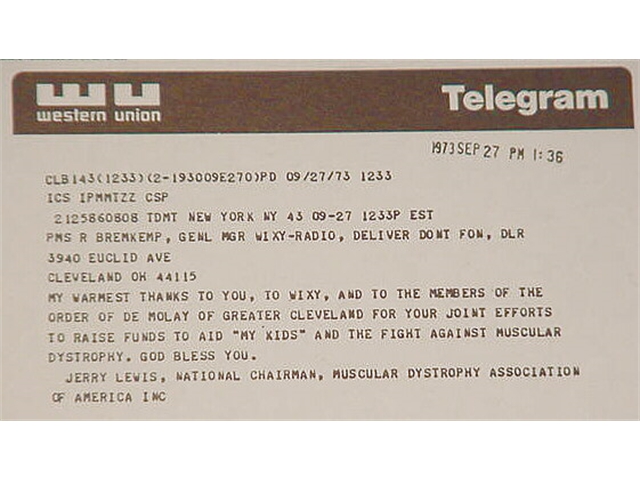 western union
Telegram
1973 SEP 27 PM 1:36
CLB143(1233)(2-193009E270)PD 09/27/73 1233
ICS IPMMTZZ CSP
2125860808 TDMT NEW YORK NY 43 09-27 1233P EST
PMS R BREMKEMP, GENL MGR WIXY-RADIO, DELIVER DONT FON, DLR
3940 EUCLID AVE
CLEVELAND OH 44115
MY WARMEST THANKS TO YOU, TO WIXY, AND TO THE MEMBERS OF THE
ORDER OF DE MOLAY OF GREATER CLEVELAND FOR YOUR JOINT EFFORTS
TO RAISE FUNDS TO AID "MY KIDS" AND THE FIGHT AGAINST MUSCULAR
DYSTROPHY. GOD BLESS YOU.
JERRY LEWIS, NATIONAL CHAIRMAN, MUSCULAR DYSTROPHY ASSOCIATION
OF AMERICA INC